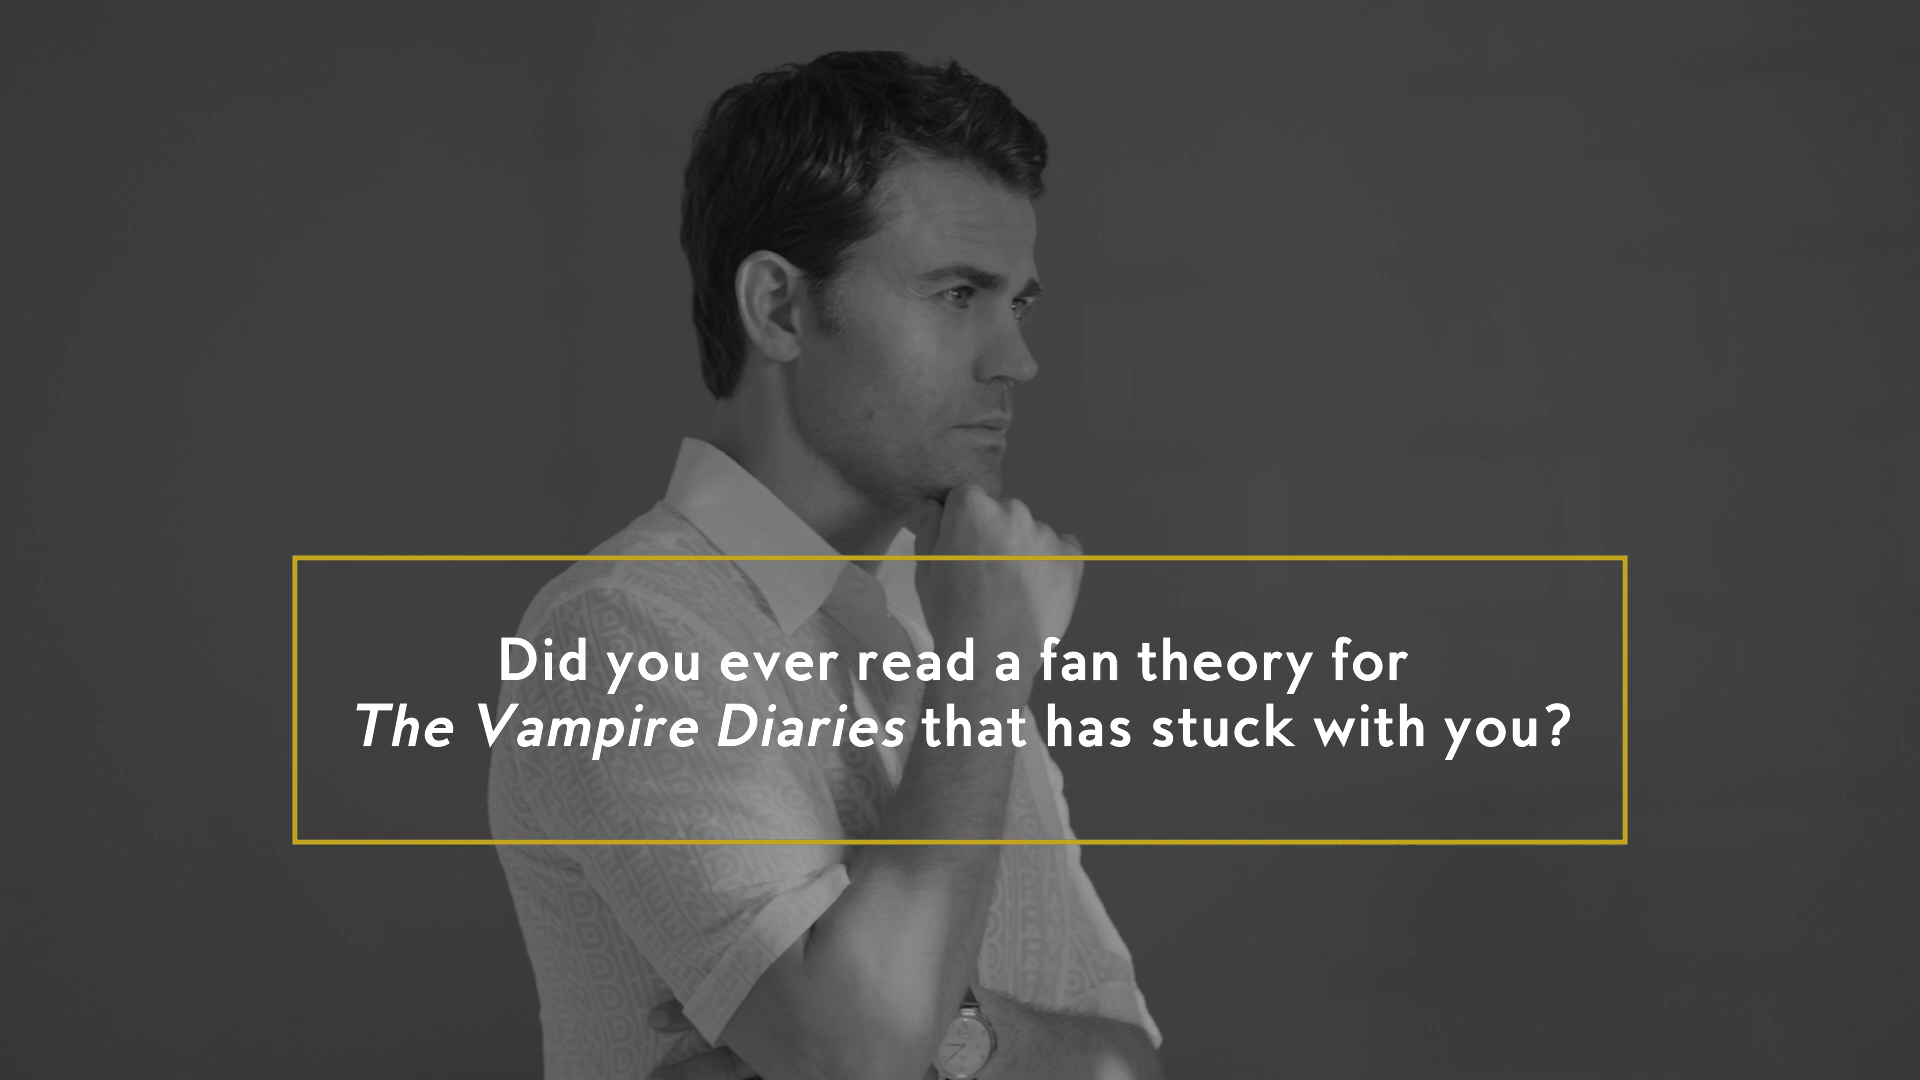 Did you ever read a fan theory for
The Vampire Diaries that has stuck with you?